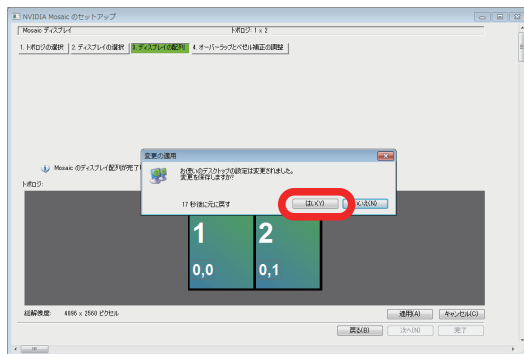 NVIDIA Mosaic のセットアップ
Mosaic ディスプレイ
トポロジ: 1 x 2
1. トポロジの選択
2. ディスプレイの選択
3. ディスプレイの配列
4. オーバーラップとベゼル補正の調整
変更の適用
Mosaic のディスプレイ配列が完了
お使いのデスクトップの設定は変更されました。
変更を保存しますか?
17 秒後に元に戻す
はい(Y)
いいえ(N)
トポロジ:
1
2
0,0
0,1
総解像度:
4096 x 2560 ピクセル
適用(A)
キャンセル(C)
戻る(B)
次へ(N)
完了